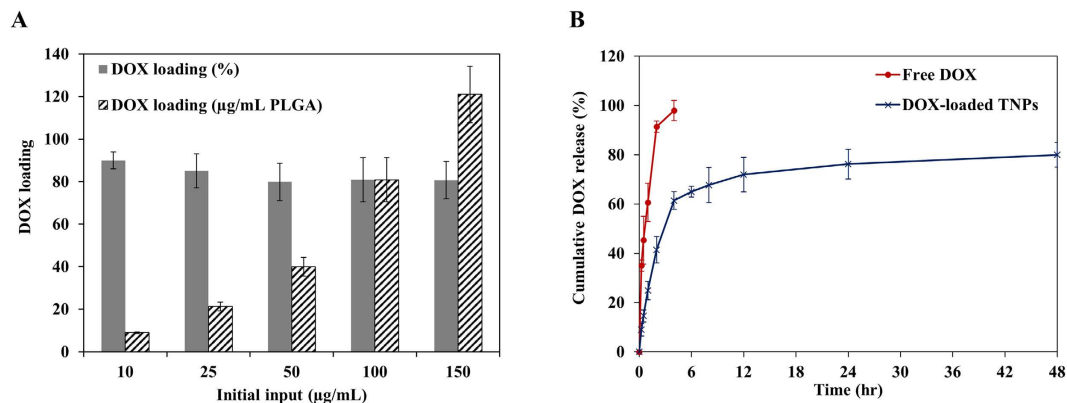 A
DOX loading
140
120
100
80
60
40
20
0
DOX loading (%)
DOX loading (µg/mL PLGA)
10 25 50 100 150
Initial input (µg/mL)
B
Cumulative DOX release (%)
120
100
80
60
40
20
0
Free DOX
DOX-loaded TNPs
0 6 12 18 24 30 36 42 48
Time (hr)